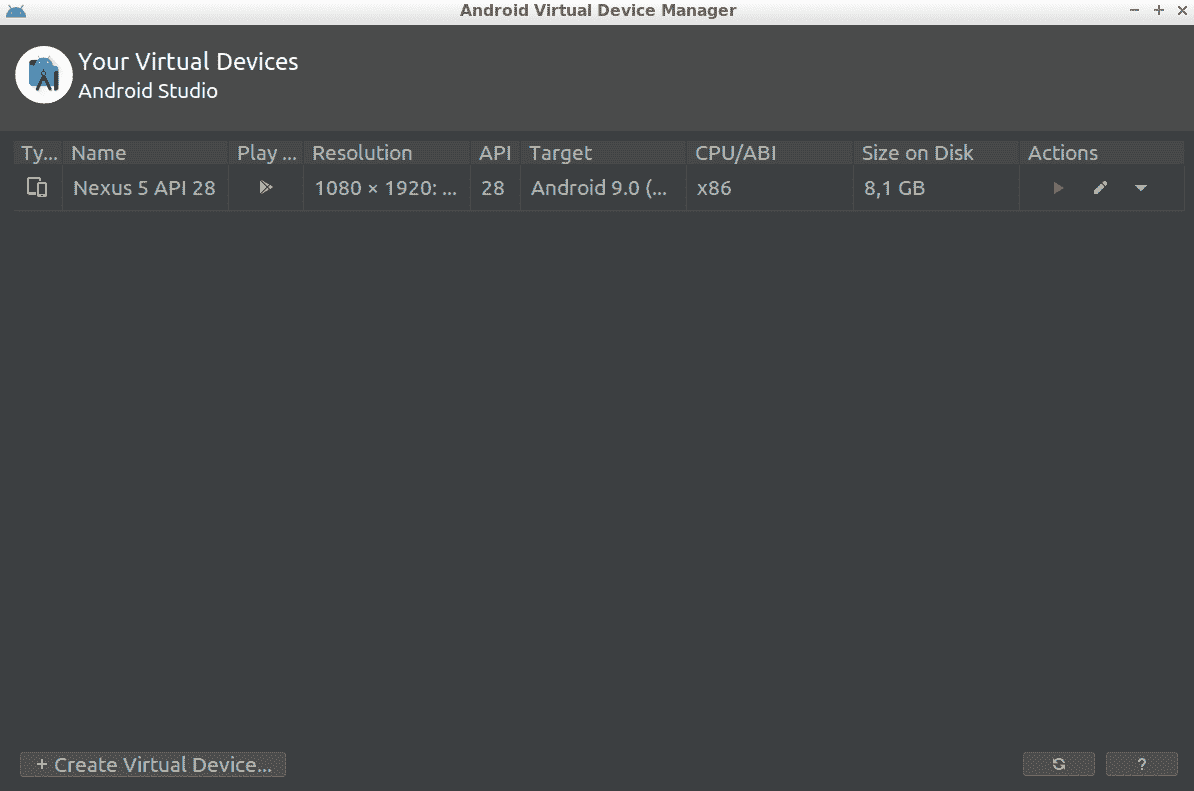 Android Virtual Device Manager
Your Virtual Devices
Android Studio
Ty... Name Play ... Resolution API Target CPU/ABI Size on Disk Actions
Nexus 5 API 28 1080 × 1920: ... 28 Android 9.0 (... x86 8,1 GB
+ Create Virtual Device... ?